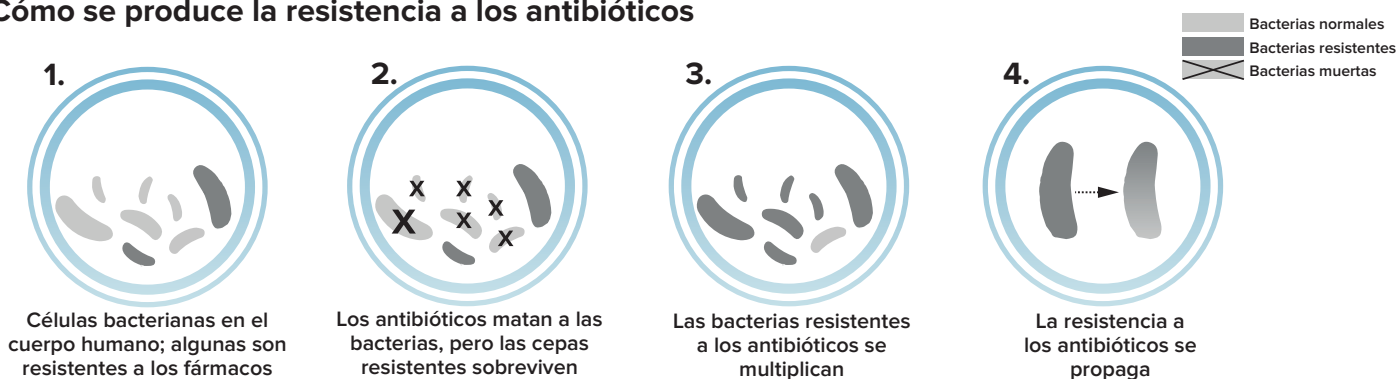 Cómo se produce la resistencia a los antibióticos
Bacterias normales
Bacterias resistentes
Bacterias muertas
1.
2.
3.
4.
X
X
X
X
X
X
Células bacterianas en el
cuerpo humano; algunas son
resistentes a los fármacos
Los antibióticos matan a las
bacterias, pero las cepas
resistentes sobreviven
Las bacterias resistentes
a los antibióticos se
multiplican
La resistencia a
los antibióticos se
propaga